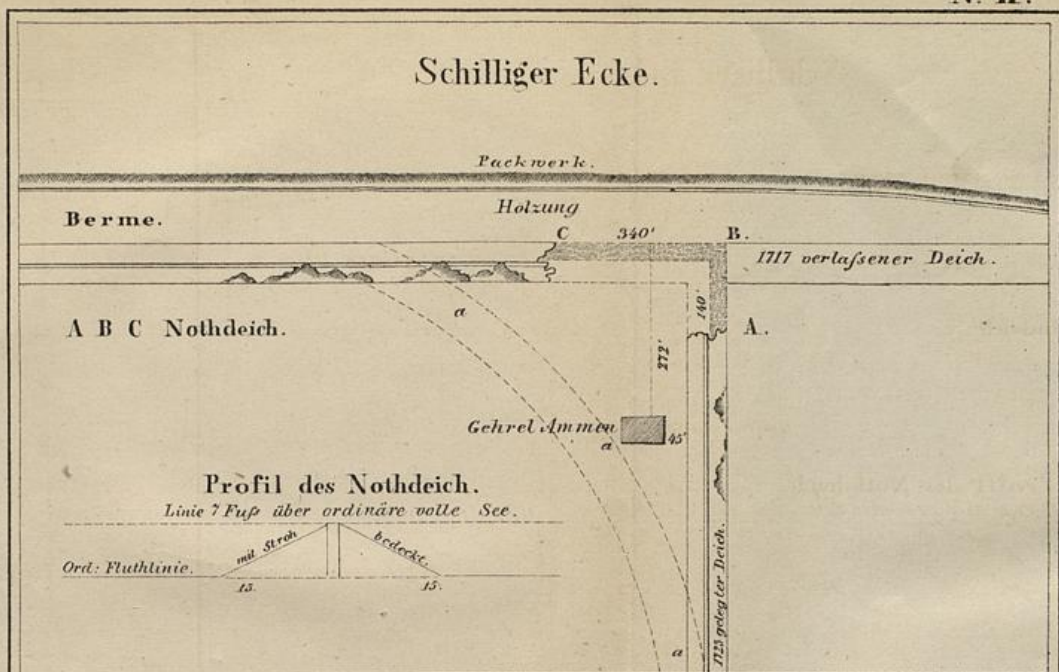 Schilliger Ecke.
Packwerk.
Berme.
Holzung
C 340' B.
1717 verlaſsener Deich.
a
140'
A B C Nothdeich.
A.
272'
Gehrel Ammen
45'
a
Profil des Nothdeich.
Linie 7 Fuſs über ordinäre volle See.
mit Stroh bedeckt.
Ord: Fluthlinie.
15. 15.
1723 gelegter Deich.
a